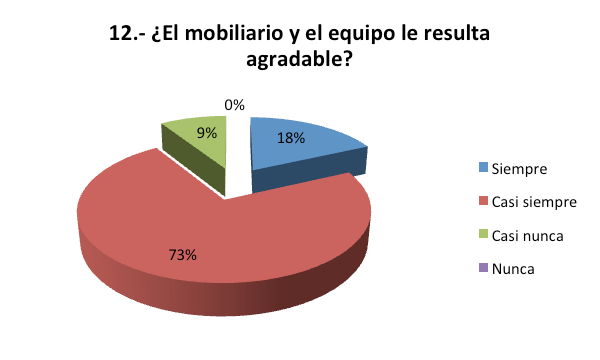 12.- ¿El mobiliario y el equipo le resulta
agradable?
0%
9%
18%
73%
Siempre
Casi siempre
Casi nunca
Nunca